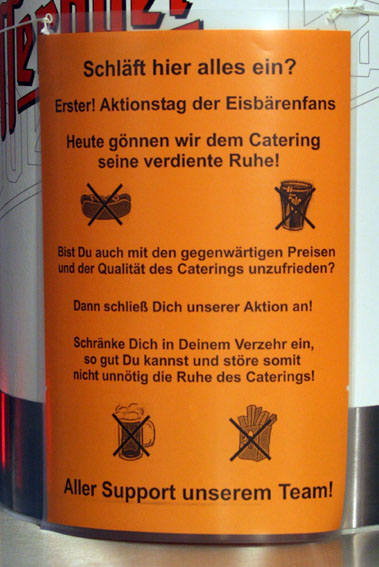 Schläft hier alles ein?
Erster! Aktionstag der Eisbärenfans
Heute gönnen wir dem Catering
seine verdiente Ruhe!
Bist Du auch mit den gegenwärtigen Preisen
und der Qualität des Caterings unzufrieden?
Dann schließ Dich unserer Aktion an!
Schränke Dich in Deinem Verzehr ein,
so gut Du kannst und störe somit
nicht unnötig die Ruhe des Caterings!
Aller Support unserem Team!